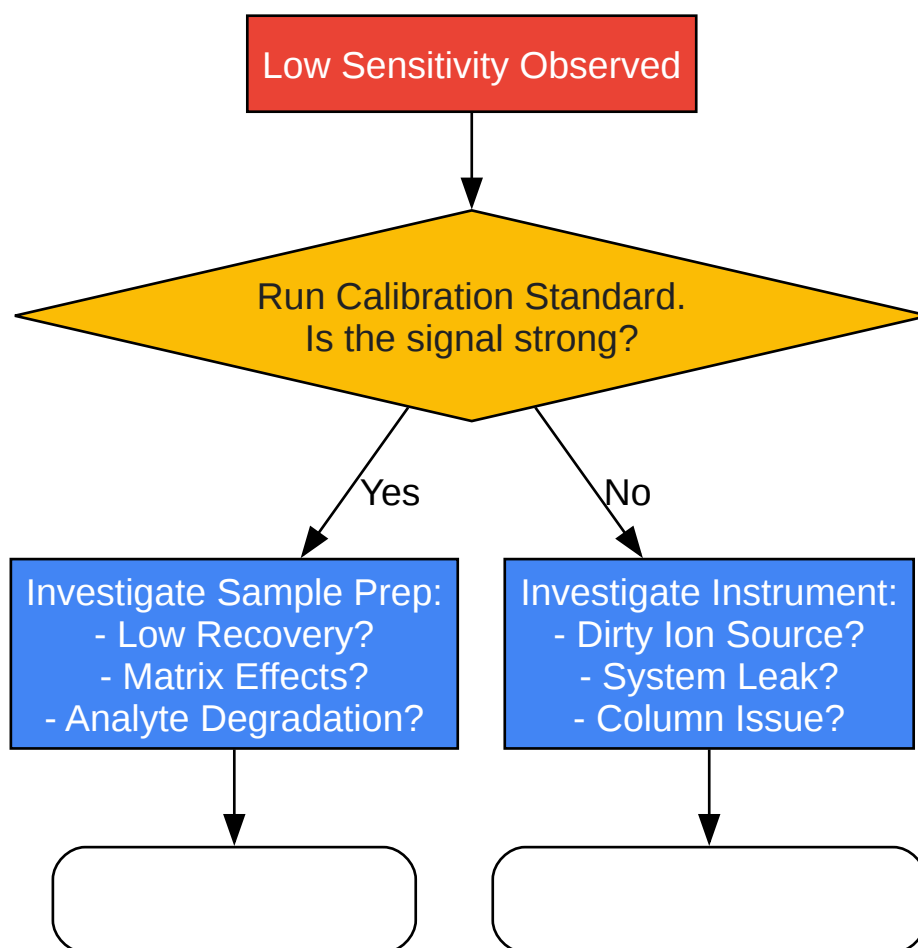 Low Sensitivity Observed
Run Calibration Standard.
Is the signal strong?
Yes
No
Investigate Sample Prep:
- Low Recovery?
- Matrix Effects?
- Analyte Degradation?
Investigate Instrument:
- Dirty Ion Source?
- System Leak?
- Column Issue?